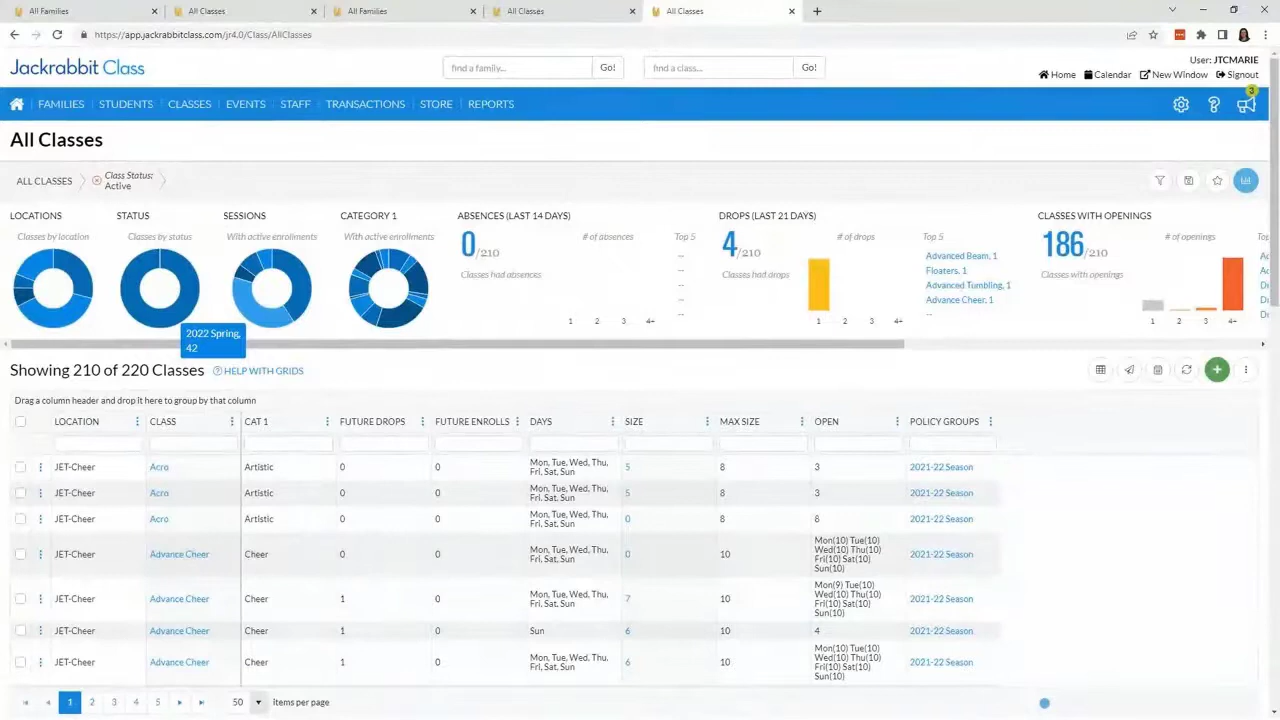 All Families
All Classes
All Families
All Classes
All Classes
https://app.jackrabbitclass.com/jr4.0/Class/AllClasses
Jackrabbit Class
find a family... Go!
find a class... Go!
User: JTCMARIE
Home Calendar New Window Signout
FAMILIES STUDENTS CLASSES EVENTS STAFF TRANSACTIONS STORE REPORTS
3
All Classes
ALL CLASSES
Class Status:
Active
LOCATIONS STATUS SESSIONS CATEGORY 1 ABSENCES (LAST 14 DAYS) DROPS (LAST 21 DAYS) CLASSES WITH OPENINGS
Classes by location Classes by status With active enrollments With active enrollments
0/210 # of absences Top 5
Classes had absences
--
--
--
--
--
1 2 3 4+
4/210 # of drops Top 5
Classes had drops
Advanced Beam, 1
Floaters, 1
Advanced Tumbling, 1
Advance Cheer, 1
--
1 2 3 4+
186/210 # of openings
Classes with openings
1 2 3 4+
2022 Spring,
42
Showing 210 of 220 Classes HELP WITH GRIDS
Drag a column header and drop it here to group by that column
LOCATION CLASS CAT 1 FUTURE DROPS FUTURE ENROLLS DAYS SIZE MAX SIZE OPEN POLICY GROUPS
JET-Cheer Acro Artistic 0 0 Mon, Tue, Wed, Thu, Fri, Sat, Sun 5 8 3 2021-22 Season
JET-Cheer Acro Artistic 0 0 Mon, Tue, Wed, Thu, Fri, Sat, Sun 5 8 3 2021-22 Season
JET-Cheer Acro Artistic 0 0 Mon, Tue, Wed, Thu, Fri, Sat, Sun 0 8 8 2021-22 Season
JET-Cheer Advance Cheer Cheer 0 0 Mon, Tue, Wed, Thu, Fri, Sat, Sun 0 10 Mon(10) Tue(10) Wed(10) Thu(10) Fri(10) Sat(10) Sun(10) 2021-22 Season
JET-Cheer Advance Cheer Cheer 1 0 Mon, Tue, Wed, Thu, Fri, Sat, Sun 7 10 Mon(9) Tue(10) Wed(10) Thu(10) Fri(10) Sat(10) Sun(10) 2021-22 Season
JET-Cheer Advance Cheer Cheer 1 0 Sun 6 10 4 2021-22 Season
JET-Cheer Advance Cheer Cheer 1 0 Mon, Tue, Wed, Thu, Fri, Sat, Sun 6 10 Mon(10) Tue(10) Wed(10) Thu(10) Fri(10) Sat(10) Sun(10) 2021-22 Season
1 2 3 4 5 50 items per page